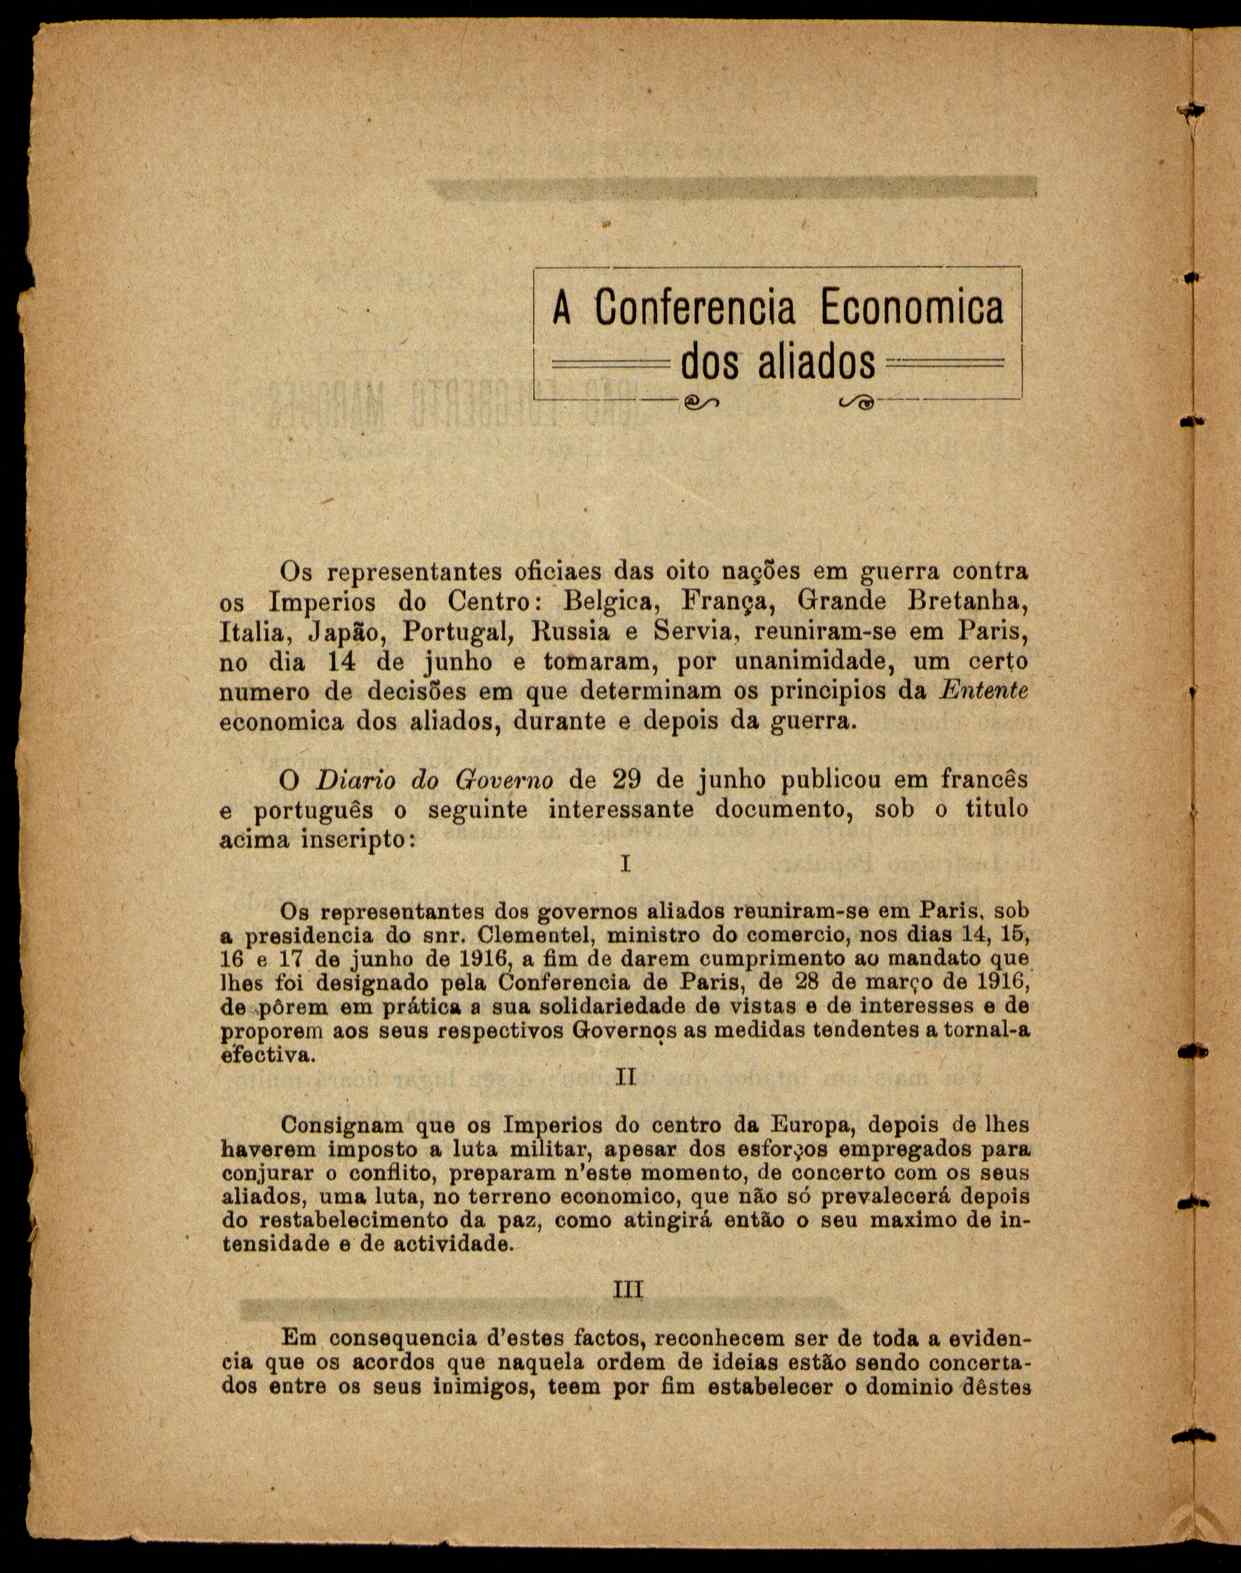 A Conferencia Economica
dos aliados
Os representantes oficiaes das oito nações em guerra contra
os Imperios do Centro: Belgica, França, Grande Bretanha,
Italia, Japão, Portugal, Russia e Servia, reuniram-se em Paris,
no dia 14 de junho e tomaram, por unanimidade, um certo
numero de decisões em que determinam os principios da Entente
economica dos aliados, durante e depois da guerra.
O Diario do Governo de 29 de junho publicou em francês
e português o seguinte interessante documento, sob o titulo
acima inscripto:
I
Os representantes dos governos aliados reuniram-se em Paris, sob
a presidencia do snr. Clementel, ministro do comercio, nos dias 14, 15,
16 e 17 de junho de 1916, a fim de darem cumprimento ao mandato que
lhes foi designado pela Conferencia de Paris, de 28 de março de 1916,
de pôrem em prática a sua solidariedade de vistas e de interesses e de
proporem aos seus respectivos Governos as medidas tendentes a tornal-a
efectiva.
II
Consignam que os Imperios do centro da Europa, depois de lhes
haverem imposto a luta militar, apesar dos esforços empregados para
conjurar o conflito, preparam n'este momento, de concerto com os seus
aliados, uma luta, no terreno economico, que não só prevalecerá depois
do restabelecimento da paz, como atingirá então o seu maximo de in-
tensidade e de actividade.
III
Em consequencia d'estes factos, reconhecem ser de toda a eviden-
cia que os acordos que naquela ordem de ideias estão sendo concerta-
dos entre os seus inimigos, teem por fim estabelecer o dominio dêstes